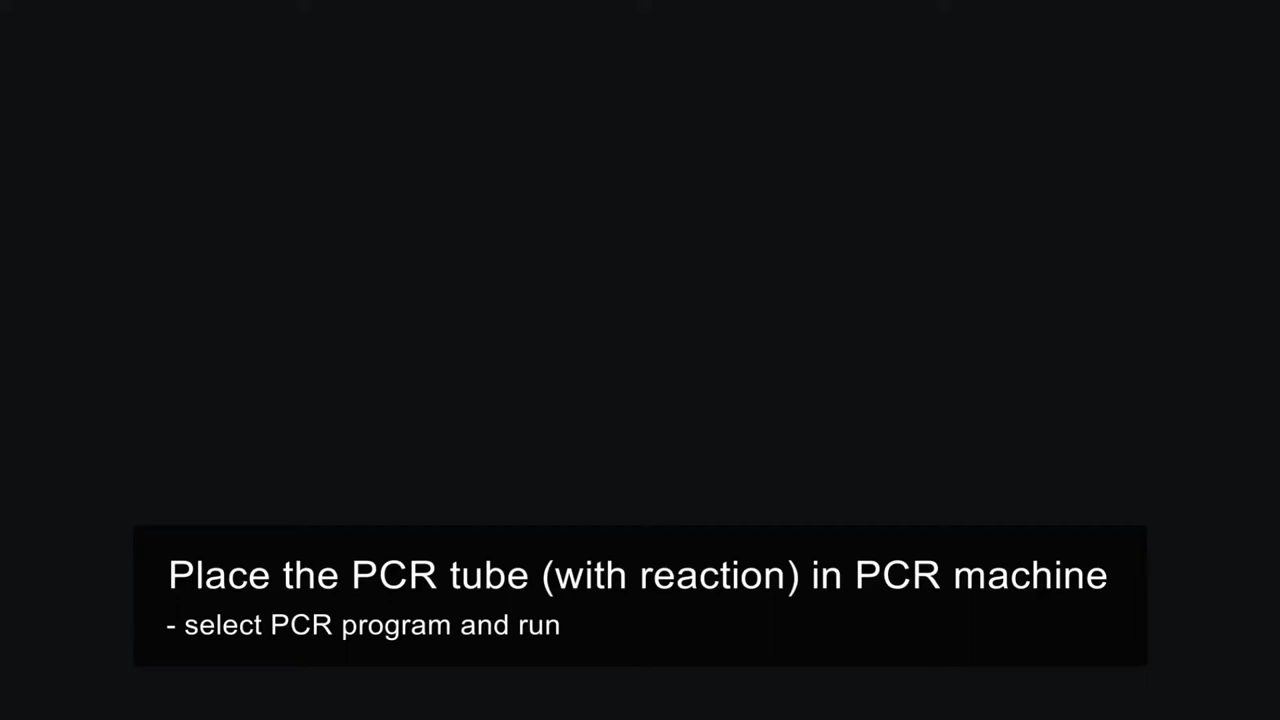 Place the PCR tube (with reaction) in PCR machine
- select PCR program and run